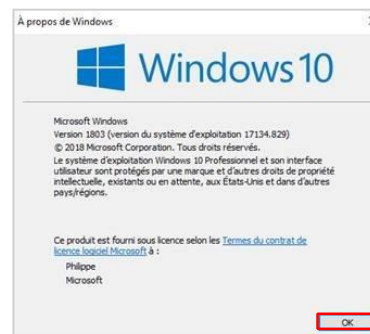 À propos de Windows
Windows 10
Microsoft Windows
Version 1803 (version du système d'exploitation 17134.829)
© 2018 Microsoft Corporation. Tous droits réservés.
Le système d'exploitation Windows 10 Professionnel et son interface
utilisateur sont protégés par une marque et d'autres droits de propriété
intellectuelle, existants ou en attente, aux États-Unis et dans d'autres
pays/régions.
Ce produit est fourni sous licence selon les Termes du contrat de
licence logiciel Microsoft à :
Philippe
Microsoft
OK